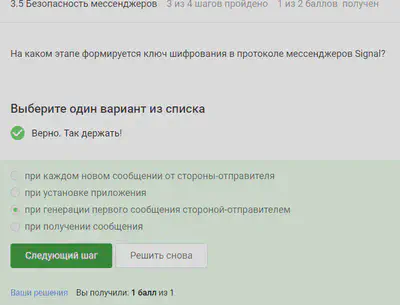 3.5 Безопасность мессенджеров 3 из 4 шагов пройдено 1 из 2 баллов получен
На каком этапе формируется ключ шифрования в протоколе мессенджеров Signal?
Выберите один вариант из списка
Верно. Так держать!
при каждом новом сообщении от стороны-отправителя
при установке приложения
при генерации первого сообщения стороной-отправителем
при получении сообщения
Следующий шаг Решить снова
Ваши решения Вы получили: 1 балл из 1